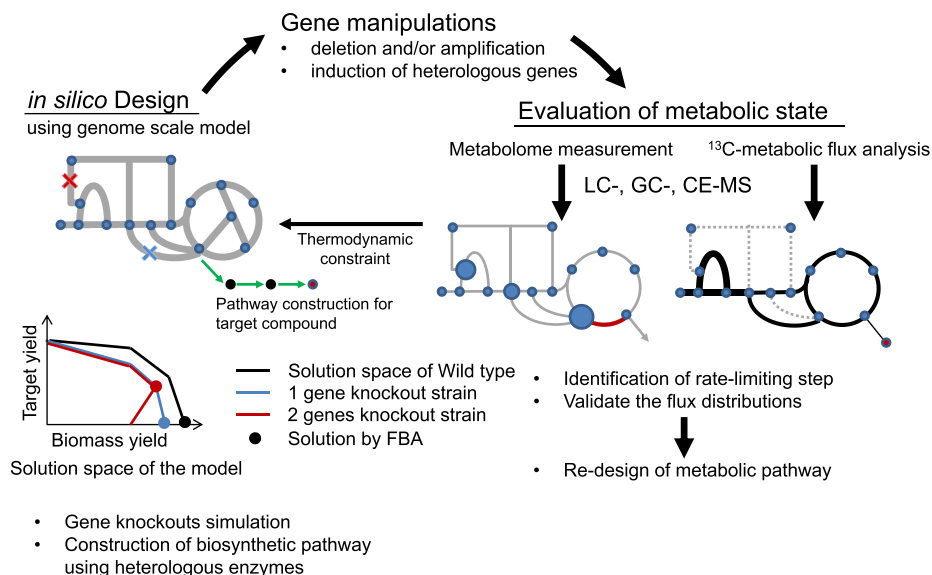 Gene manipulations
• deletion and/or amplification
• induction of heterologous genes
in silico Design
using genome scale model
Evaluation of metabolic state
Metabolome measurement
¹³C-metabolic flux analysis
LC-, GC-, CE-MS
Thermodynamic
constraint
Pathway construction for
target compound
Target yield
Biomass yield
Solution space of the model
Solution space of Wild type
1 gene knockout strain
2 genes knockout strain
Solution by FBA
• Identification of rate-limiting step
• Validate the flux distributions
• Re-design of metabolic pathway
• Gene knockouts simulation
• Construction of biosynthetic pathway
using heterologous enzymes